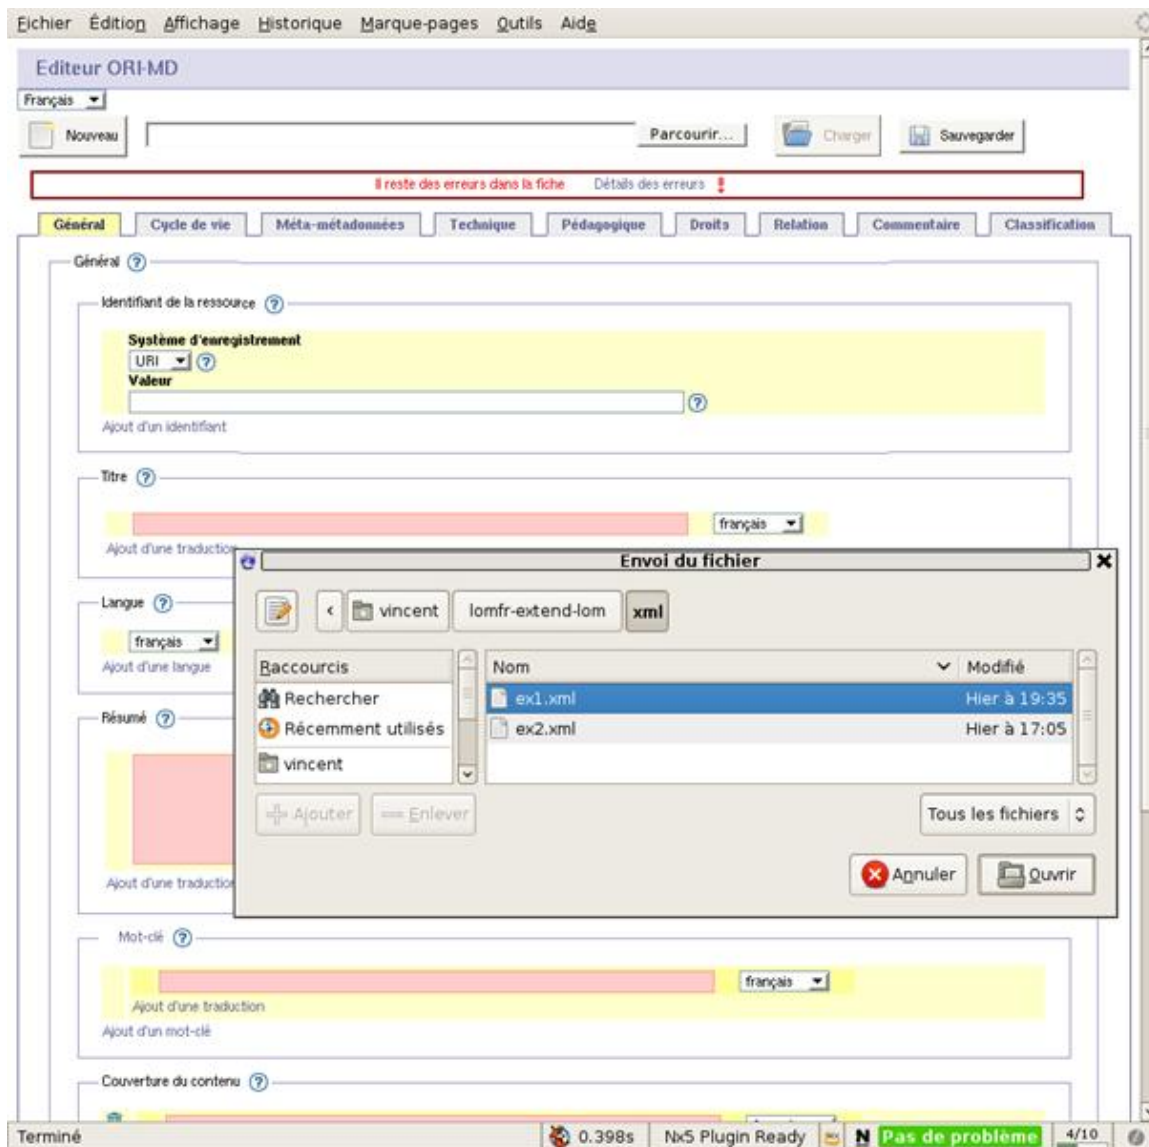 Fichier Édition Affichage Historique Marque-pages Outils Aide
Editeur ORI-MD
Français
Nouveau Parcourir... Charger Sauvegarder
Il reste des erreurs dans la fiche Détails des erreurs !
Général Cycle de vie Méta-métadonnées Technique Pédagogique Droits Relation Commentaire Classification
Général ?
Identifiant de la ressource ?
Système d'enregistrement
URI ?
Valeur
?
Ajout d'un identifiant
Titre ?
français
Ajout d'une traduction
Envoi du fichier
vincent lomfr-extend-lom xml
Langue ?
français
Ajout d'une langue
Raccourcis Nom Modifié
Rechercher ex1.xml Hier à 19:35
Récemment utilisés ex2.xml Hier à 17:05
vincent
Résumé ?
Ajouter Enlever Tous les fichiers
Annuler Ouvrir
Ajout d'une traduction
Mot-clé ?
français
Ajout d'une traduction
Ajout d'un mot-clé
Couverture du contenu ?
Terminé 0.398s Nx5 Plugin Ready N Pas de problème 4/10